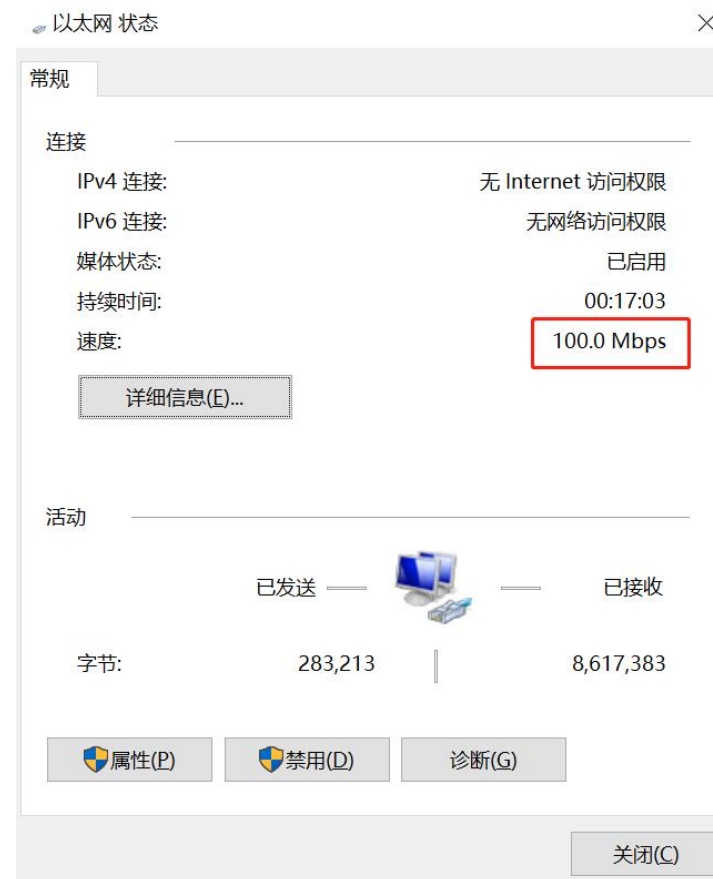 以太网 状态
常规
连接
IPv4 连接: 无 Internet 访问权限
IPv6 连接: 无网络访问权限
媒体状态: 已启用
持续时间: 00:17:03
速度: 100.0 Mbps
详细信息(E)...
活动
已发送 已接收
字节: 283,213 8,617,383
属性(P) 禁用(D) 诊断(G)
关闭(C)